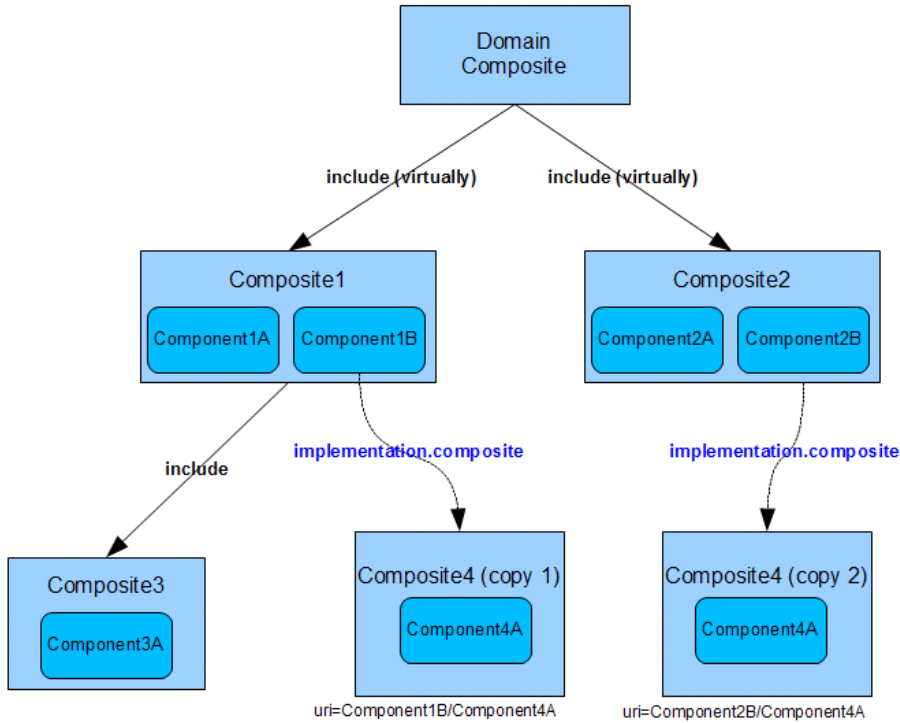 Domain
Composite
include (virtually)
include (virtually)
Composite1
Component1A
Component1B
Composite2
Component2A
Component2B
include
implementation.composite
implementation.composite
Composite3
Component3A
Composite4 (copy 1)
Component4A
uri=Component1B/Component4A
Composite4 (copy 2)
Component4A
uri=Component2B/Component4A